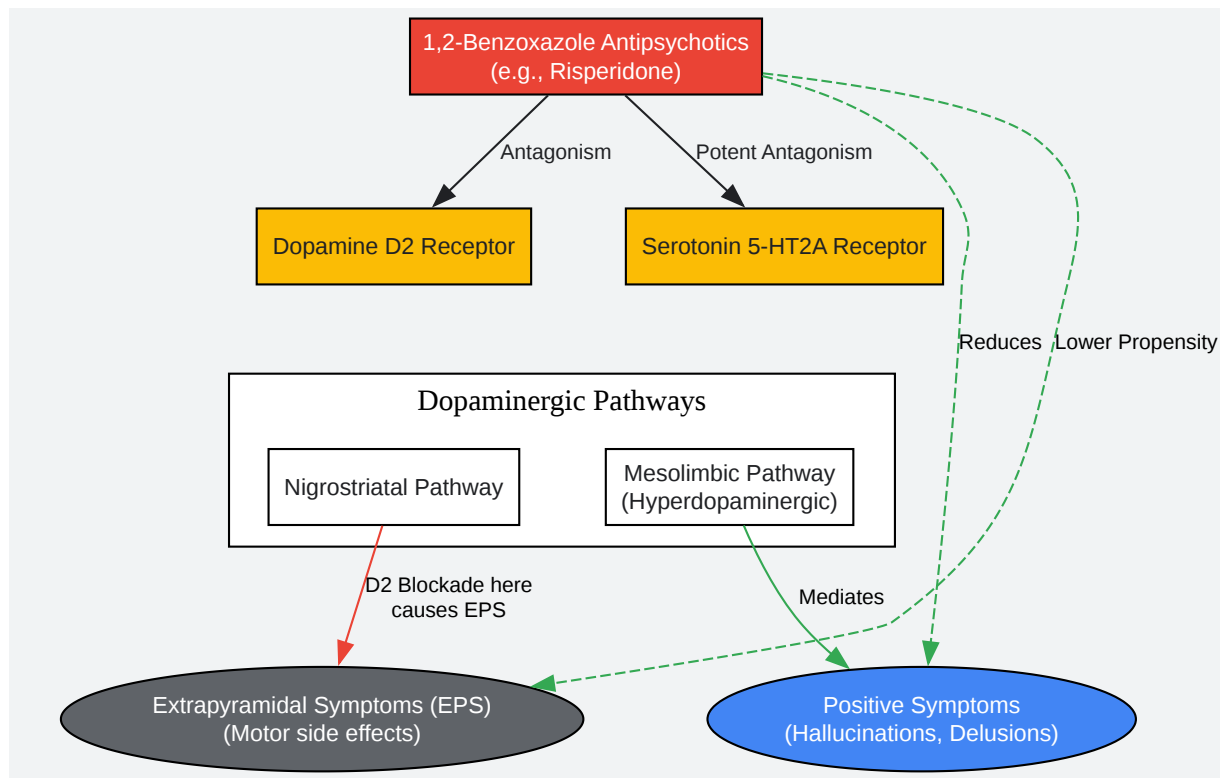 1,2-Benzoxazole Antipsychotics
(e.g., Risperidone)
Antagonism
Potent Antagonism
Dopamine D2 Receptor
Serotonin 5-HT2A Receptor
Reduces
Lower Propensity
Dopaminergic Pathways
Nigrostriatal Pathway
Mesolimbic Pathway
(Hyperdopaminergic)
D2 Blockade here
causes EPS
Mediates
Extrapyramidal Symptoms (EPS)
(Motor side effects)
Positive Symptoms
(Hallucinations, Delusions)